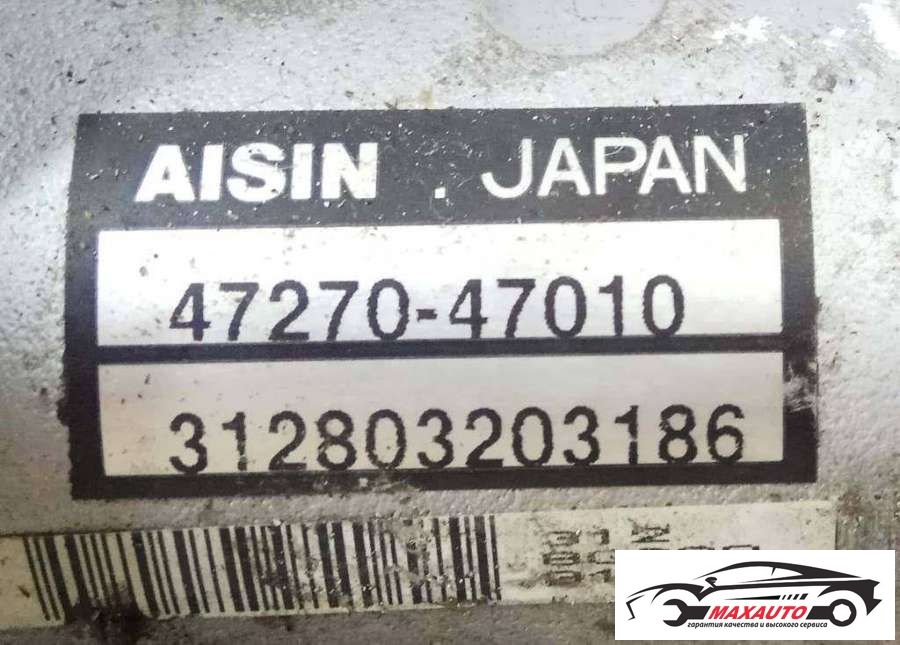 AISIN . JAPAN
47270-47010
312803203186
MAXAUTO
гарантия качества и высокого сервиса